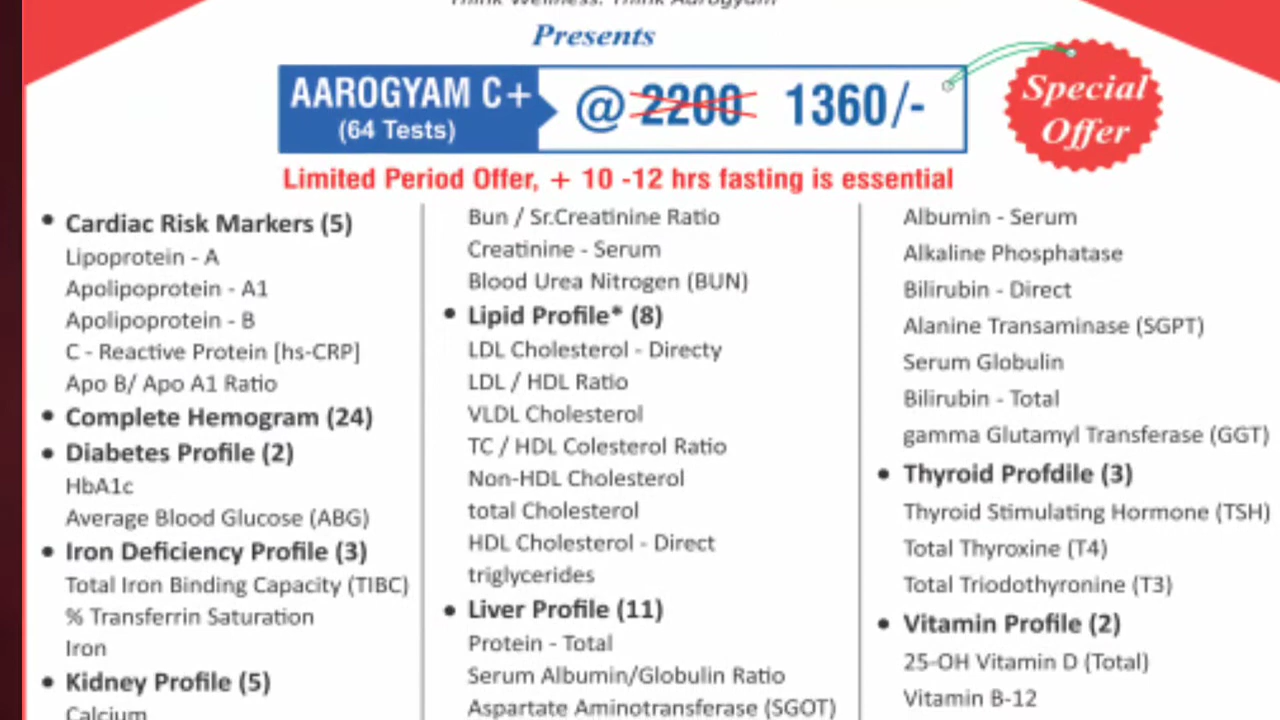 Think Wellness. Think Aarogyam
Presents
AAROGYAM C+
(64 Tests)
@ 2200 1360/-
Special
Offer
Limited Period Offer, + 10 -12 hrs fasting is essential
• Cardiac Risk Markers (5)
Lipoprotein - A
Apolipoprotein - A1
Apolipoprotein - B
C - Reactive Protein [hs-CRP]
Apo B/ Apo A1 Ratio
• Complete Hemogram (24)
• Diabetes Profile (2)
HbA1c
Average Blood Glucose (ABG)
• Iron Deficiency Profile (3)
Total Iron Binding Capacity (TIBC)
% Transferrin Saturation
Iron
• Kidney Profile (5)
Calcium
Bun / Sr.Creatinine Ratio
Creatinine - Serum
Blood Urea Nitrogen (BUN)
• Lipid Profile* (8)
LDL Cholesterol - Directy
LDL / HDL Ratio
VLDL Cholesterol
TC / HDL Colesterol Ratio
Non-HDL Cholesterol
total Cholesterol
HDL Cholesterol - Direct
triglycerides
• Liver Profile (11)
Protein - Total
Serum Albumin/Globulin Ratio
Aspartate Aminotransferase (SGOT)
Albumin - Serum
Alkaline Phosphatase
Bilirubin - Direct
Alanine Transaminase (SGPT)
Serum Globulin
Bilirubin - Total
gamma Glutamyl Transferase (GGT)
• Thyroid Profdile (3)
Thyroid Stimulating Hormone (TSH)
Total Thyroxine (T4)
Total Triodothyronine (T3)
• Vitamin Profile (2)
25-OH Vitamin D (Total)
Vitamin B-12